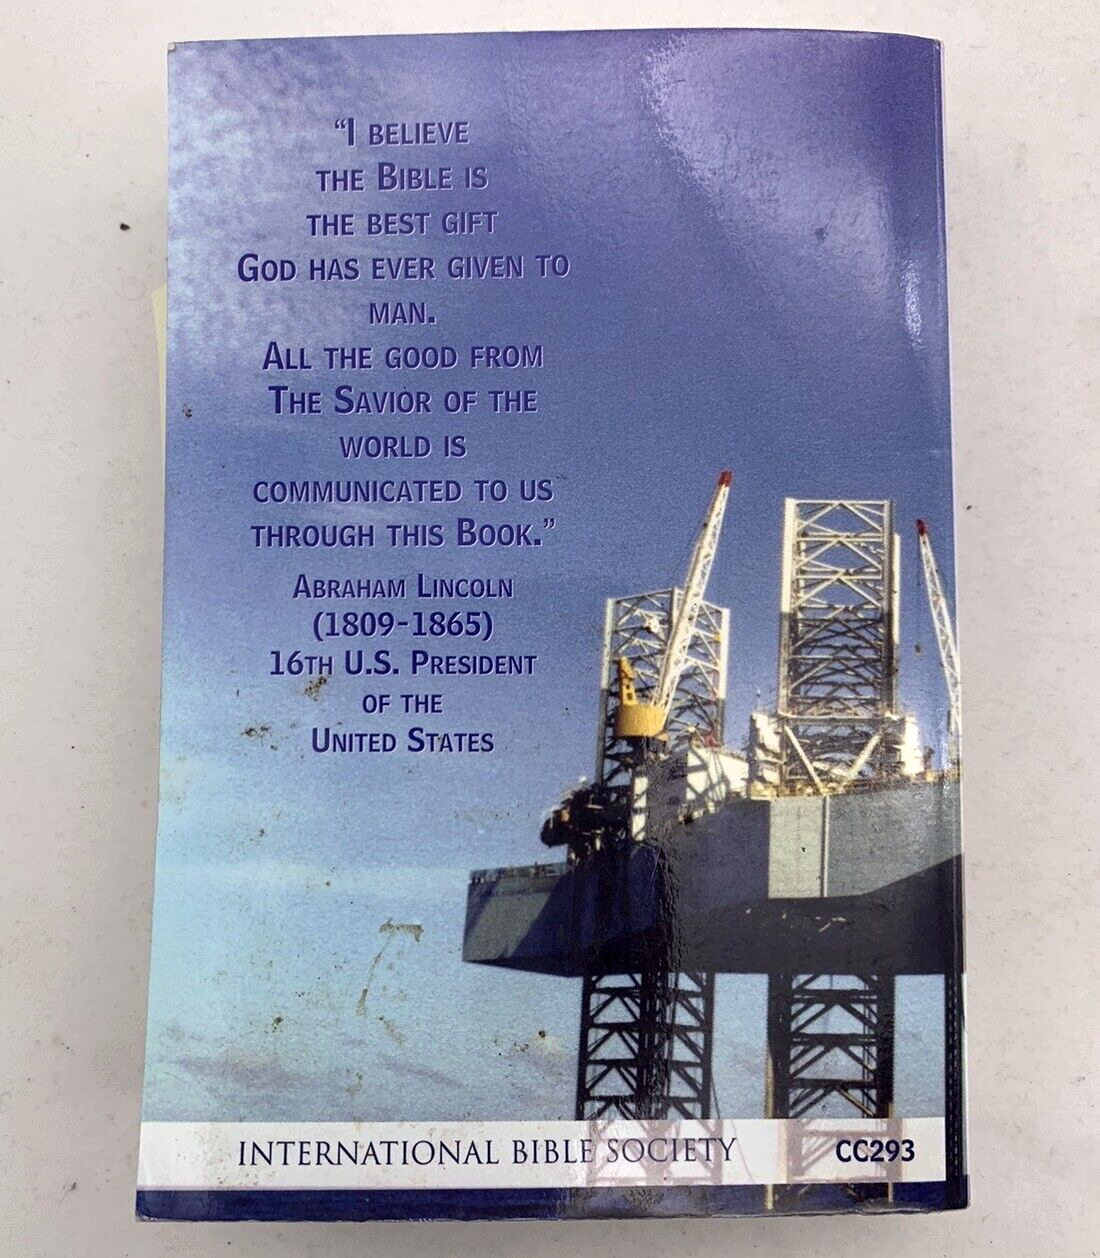 “I BELIEVE
THE BIBLE IS
THE BEST GIFT
GOD HAS EVER GIVEN TO
MAN.
ALL THE GOOD FROM
THE SAVIOR OF THE
WORLD IS
COMMUNICATED TO US
THROUGH THIS BOOK.”
ABRAHAM LINCOLN
(1809-1865)
16TH U.S. PRESIDENT
OF THE
UNITED STATES
INTERNATIONAL BIBLE SOCIETY CC293